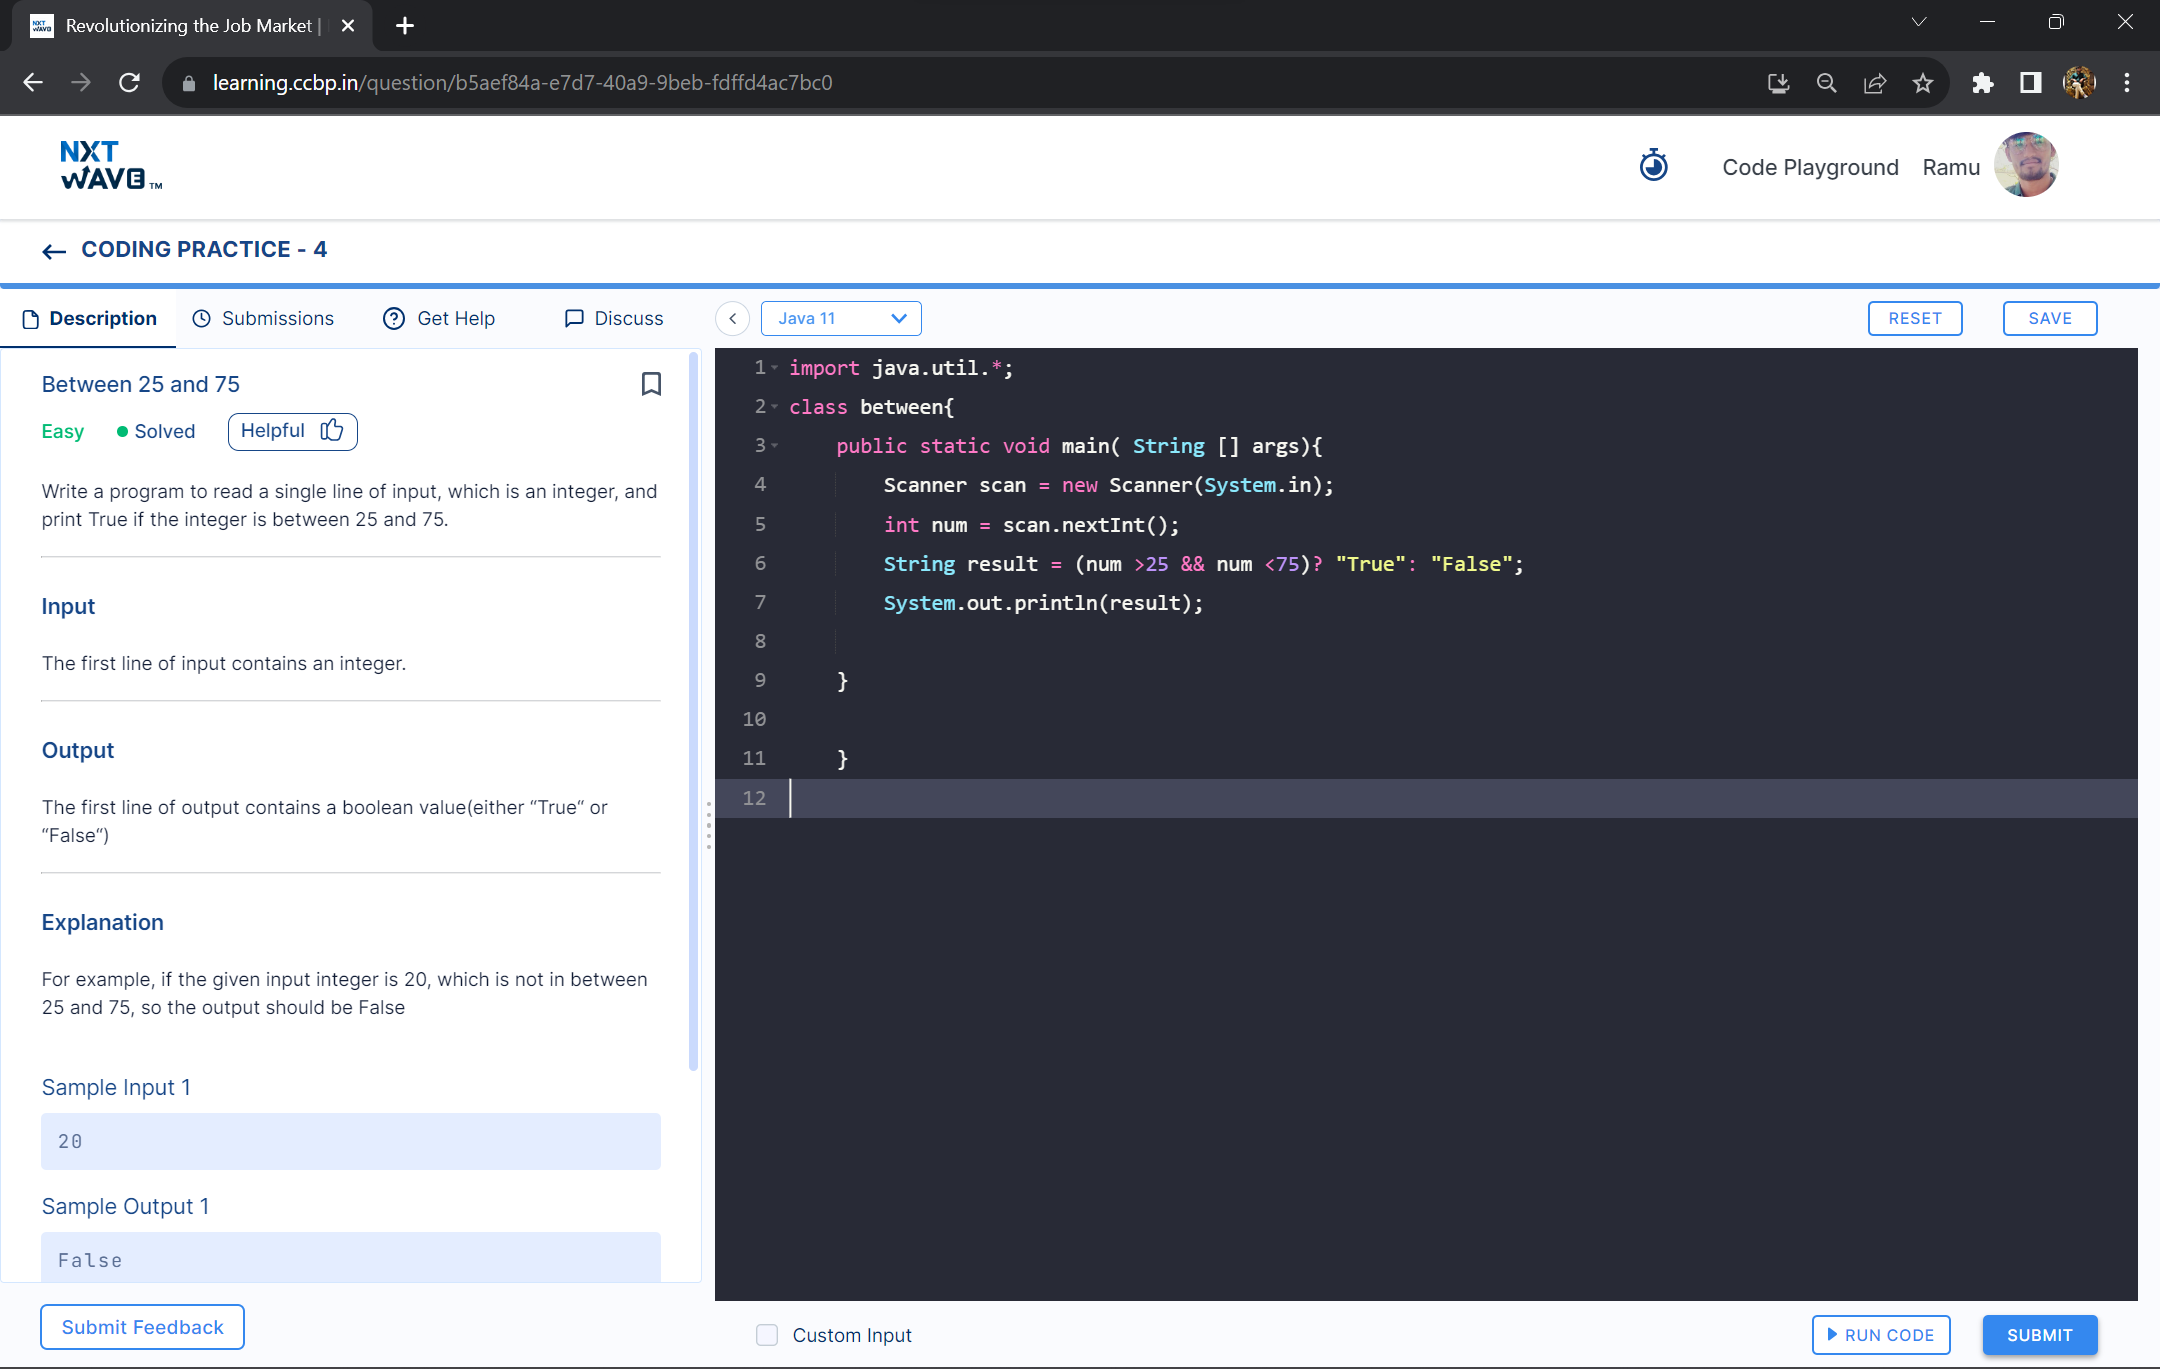 NXT WAVE
Revolutionizing the Job Market |
learning.ccbp.in/question/b5aef84a-e7d7-40a9-9beb-fdffd4ac7bc0
NXT
WAVE™
Code Playground Ramu
CODING PRACTICE - 4
Description Submissions Get Help Discuss
Java 11 RESET SAVE
Between 25 and 75
Easy Solved Helpful
Write a program to read a single line of input, which is an integer, and
print True if the integer is between 25 and 75.
Input
The first line of input contains an integer.
Output
The first line of output contains a boolean value(either “True“ or
“False“)
Explanation
For example, if the given input integer is 20, which is not in between
25 and 75, so the output should be False
Sample Input 1
20
Sample Output 1
False
Submit Feedback
1 import java.util.*;
2 class between{
3 public static void main( String [] args){
4 Scanner scan = new Scanner(System.in);
5 int num = scan.nextInt();
6 String result = (num >25 && num <75)? "True": "False";
7 System.out.println(result);
8
9 }
10
11 }
12
Custom Input RUN CODE SUBMIT